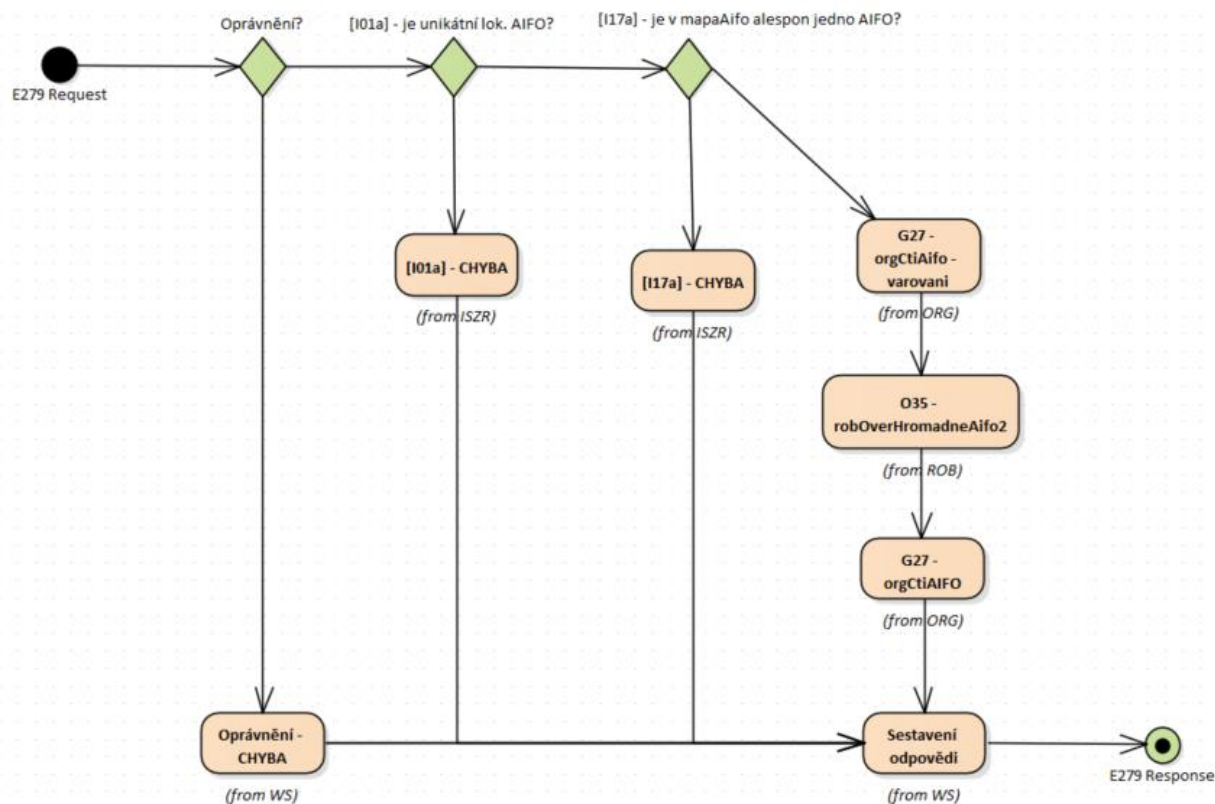 Oprávnění?
[I01a] - je unikátní lok. AIFO?
[I17a] - je v mapaAifo alespon jedno AIFO?
E279 Request
G27 -
orgCtiAifo -
varovani
(from ORG)
[I01a] - CHYBA
(from ISZR)
[I17a] - CHYBA
(from ISZR)
O35 -
robOverHromadneAifo2
(from ROB)
G27 -
orgCtiAIFO
(from ORG)
Oprávnění -
CHYBA
(from WS)
Sestavení
odpovědi
(from WS)
E279 Response